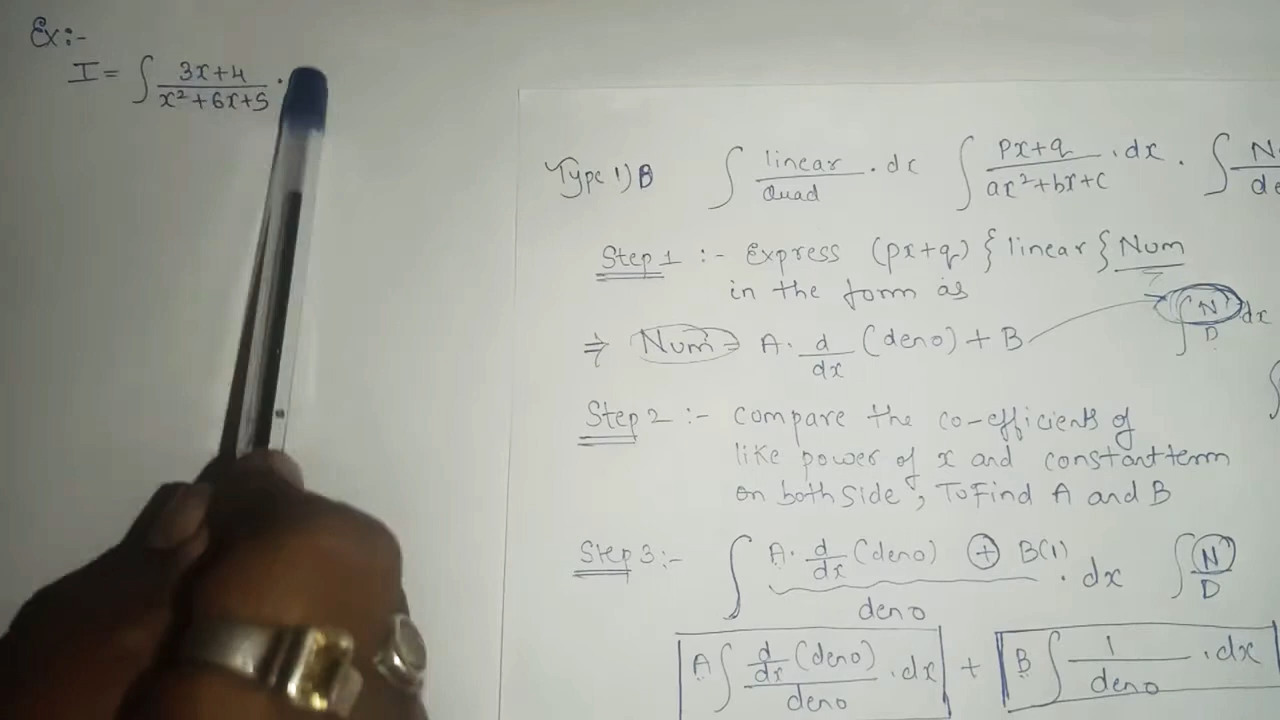 Ex:-
I = ∫ 3x+4 / x²+6x+5 ·
Type 1) B ∫ linear / Quad · dx ∫ px+q / ax²+bx+c · dx · ∫
Step 1 :- Express (px+q) { linear } Num
in the form as
⇒ Num ⇒ A· d/dx (deno) + B ∫ N/D dx
Step 2 :- Compare the co-efficients of
like power of x and constant term
on both side, To Find A and B
Step 3 :- ∫ A· d/dx (deno) + B(1) / deno · dx ∫ N/D
A ∫ d/dx (deno) / deno · dx + B ∫ 1 / deno · dx